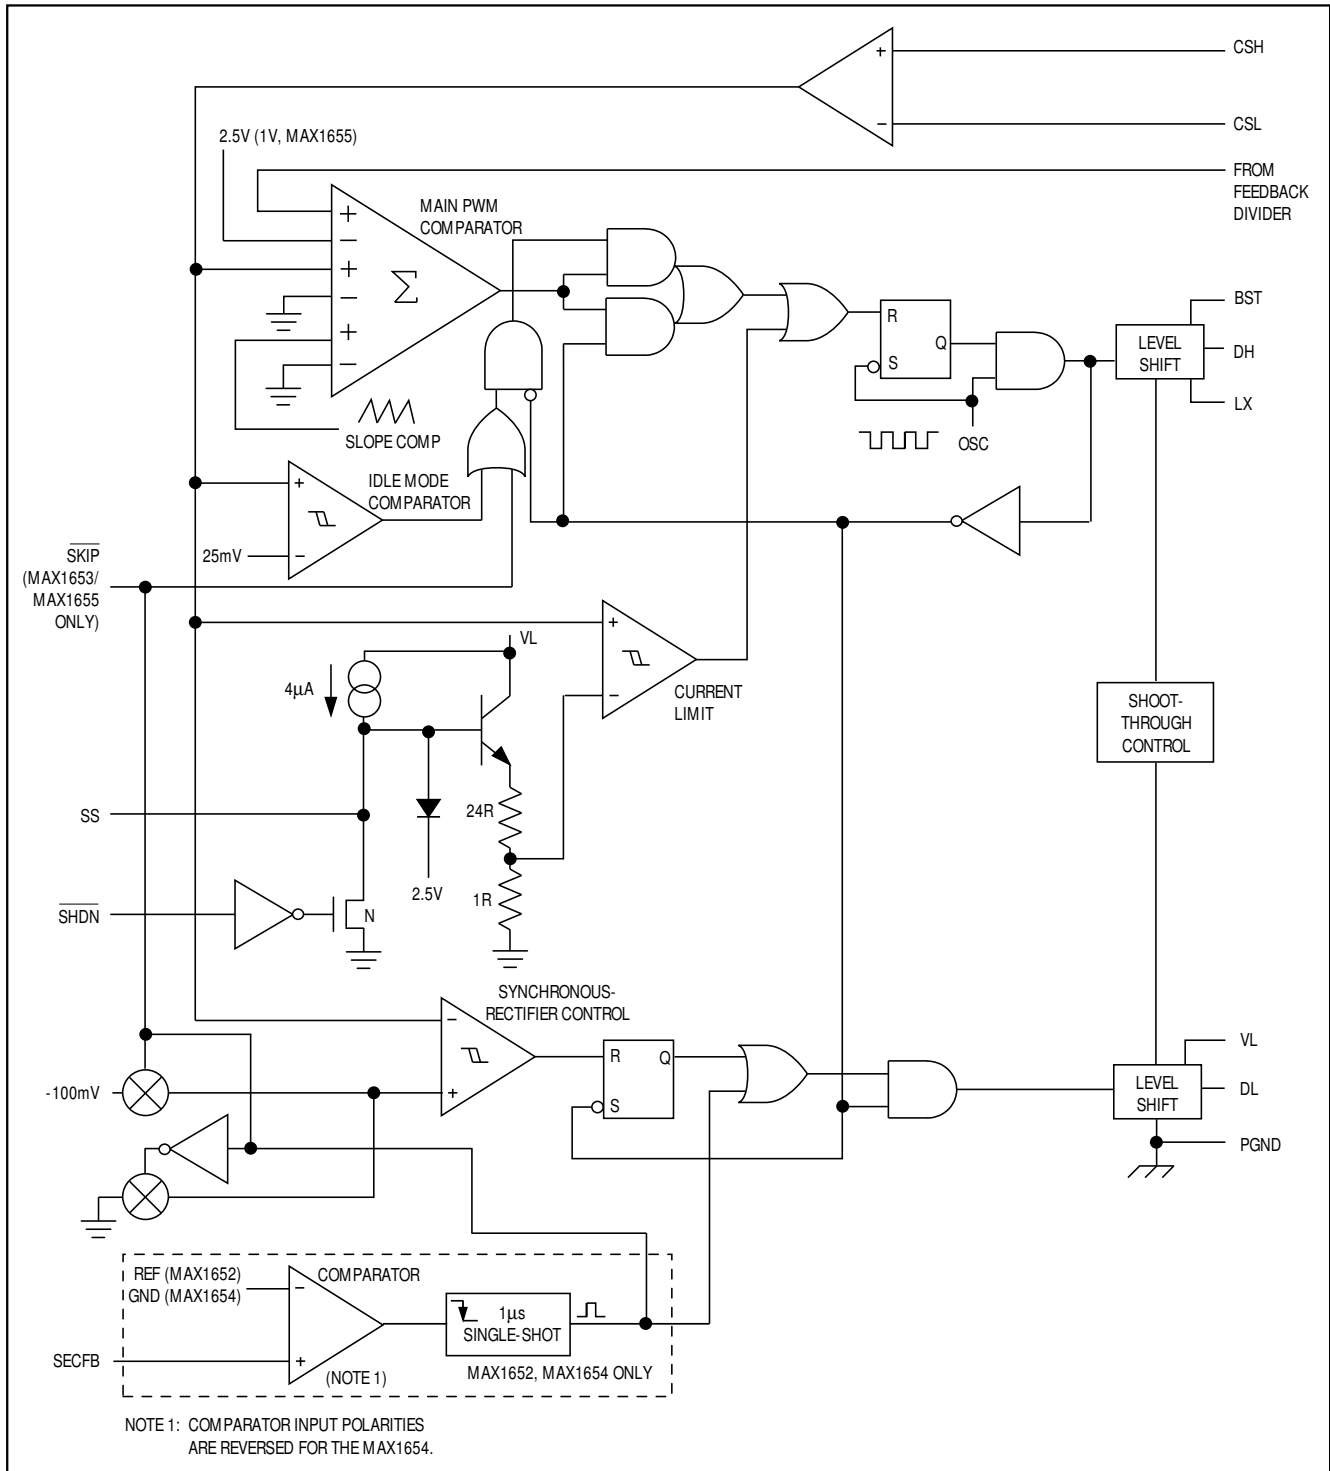 CSH
CSL
2.5V (1V, MAX1655)
FROM
FEEDBACK
DIVIDER
MAIN PWM
COMPARATOR
+
−
+
−
+
−
+
−
Σ
R
Q
S
BST
LEVEL
SHIFT
DH
LX
OSC
SLOPE COMP
IDLE MODE
COMPARATOR
+
25mV
−
SKIP
(MAX1653/
MAX1655
ONLY)
VL
+
−
4µA
CURRENT
LIMIT
SHOOT-
THROUGH
CONTROL
24R
SS
2.5V
1R
SHDN
N
SYNCHRONOUS-
RECTIFIER CONTROL
−
+
R
Q
S
VL
-100mV
LEVEL
SHIFT
DL
PGND
REF (MAX1652)
GND (MAX1654)
COMPARATOR
−
+
1µs
SINGLE-SHOT
SECFB
(NOTE 1)
MAX1652, MAX1654 ONLY
NOTE 1: COMPARATOR INPUT POLARITIES
ARE REVERSED FOR THE MAX1654.